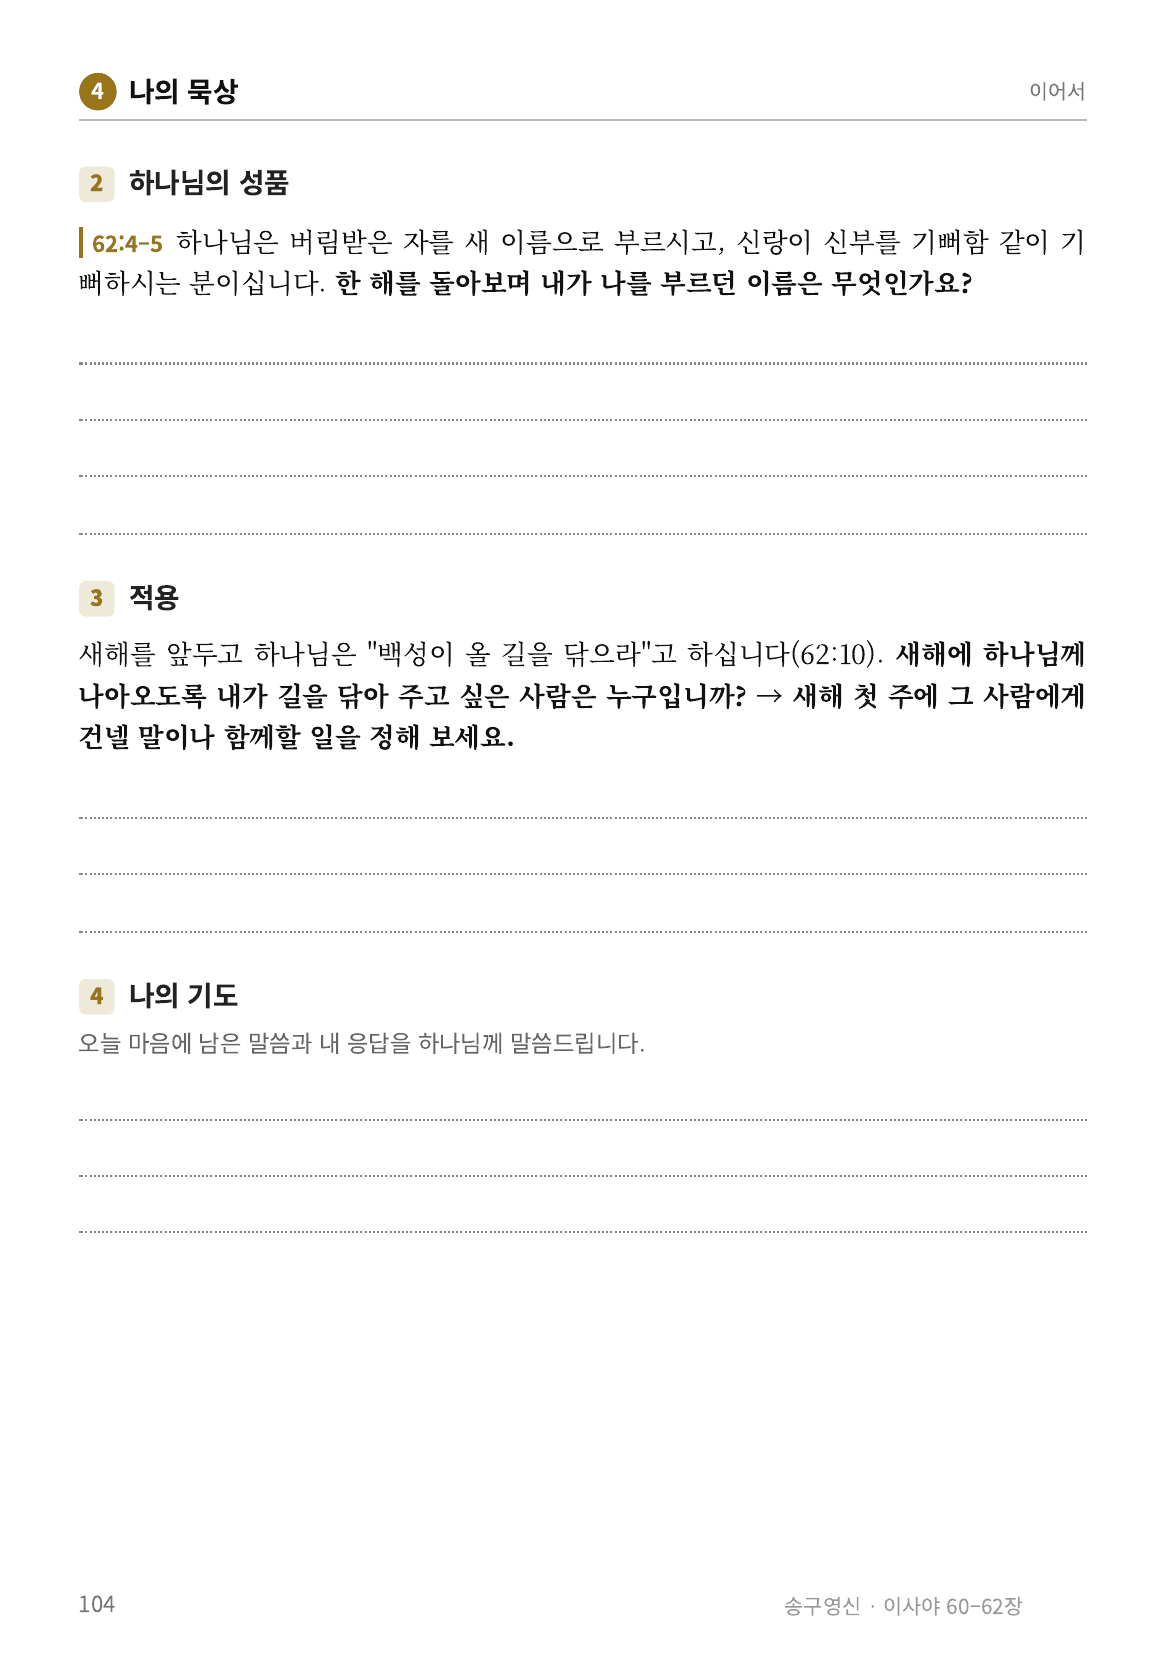 4 나의 묵상 이어서
2 하나님의 성품
62:4–5 하나님은 버림받은 자를 새 이름으로 부르시고, 신랑이 신부를 기뻐함 같이 기
뻐하시는 분이십니다. 한 해를 돌아보며 내가 나를 부르던 이름은 무엇인가요?
3 적용
새해를 앞두고 하나님은 "백성이 올 길을 닦으라"고 하십니다(62:10). 새해에 하나님께
나아오도록 내가 길을 닦아 주고 싶은 사람은 누구입니까? → 새해 첫 주에 그 사람에게
건넬 말이나 함께할 일을 정해 보세요.
4 나의 기도
오늘 마음에 남은 말씀과 내 응답을 하나님께 말씀드립니다.
104 송구영신 · 이사야 60–62장